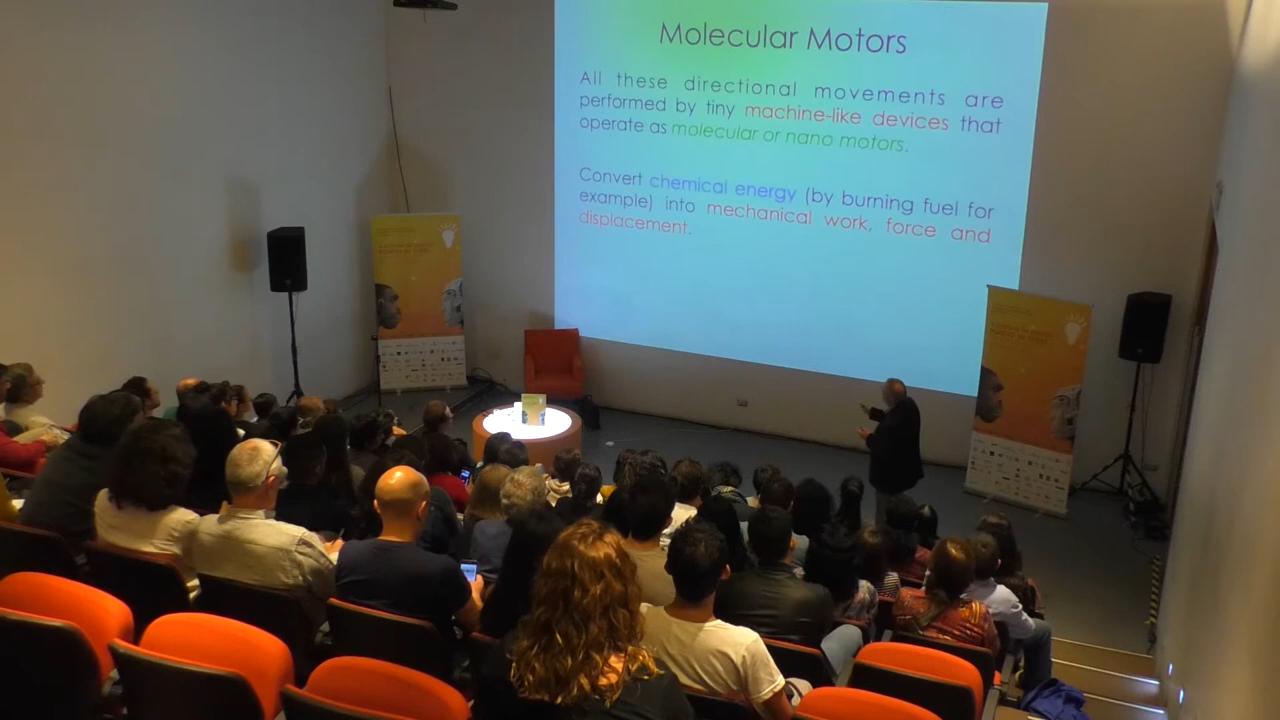 Molecular Motors
All these directional movements are
performed by tiny machine-like devices that
operate as molecular or nano motors.
Convert chemical energy (by burning fuel for
example) into mechanical work, force and
displacement.